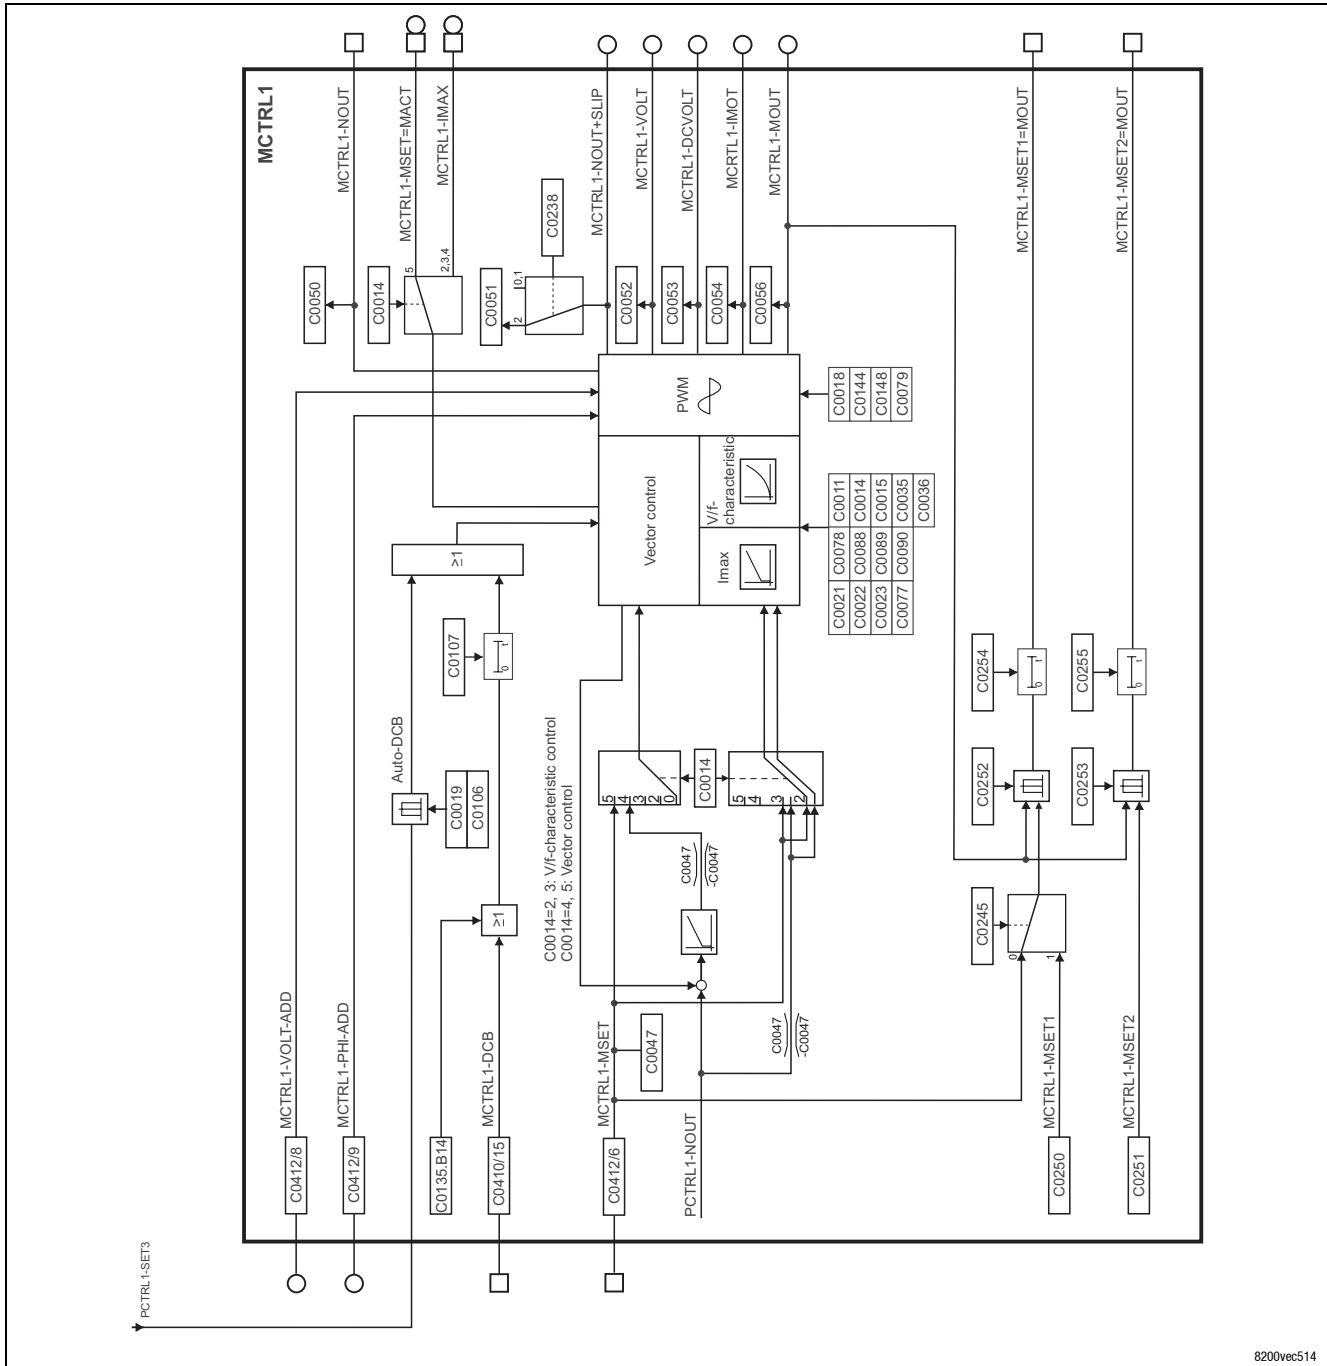 MCTRL1
MCTRL1-NOUT
MCTRL1-MSET=MACT
MCTRL1-IMAX
MCTRL1-NOUT+SLIP
MCTRL1-VOLT
MCTRL1-DCVOLT
MCRTL1-IMOT
MCTRL1-MOUT
MCTRL1-MSET1=MOUT
MCTRL1-MSET2=MOUT
C0050
C0014
5
2,3,4
C0238
C0051
2
0,1
C0052
C0053
C0054
C0056
PWM
C0018
C0144
C0148
C0079
Vector control
V/f-
characteristic
Imax
C0021 C0078 C0011
C0022 C0088 C0014
C0023 C0089 C0015
C0077 C0090 C0035
C0036
≥1
C0107
0 t
Auto-DCB
C0019
C0106
≥1
C0014=2, 3: V/f-characteristic control
C0014=4, 5: Vector control
5
4
3
2
0
C0014
5
4
3
2
C0047
-C0047
C0047
-C0047
C0254
0 t
C0255
0 t
C0252
C0253
C0245
0
1
MCTRL1-VOLT-ADD
MCTRL1-PHI-ADD
MCTRL1-DCB
MCTRL1-MSET
C0047
PCTRL1-NOUT
MCTRL1-MSET1
MCTRL1-MSET2
C0412/8
C0412/9
C0135.B14
C0410/15
C0412/6
C0250
C0251
PCTRL1-SET3
8200vec514